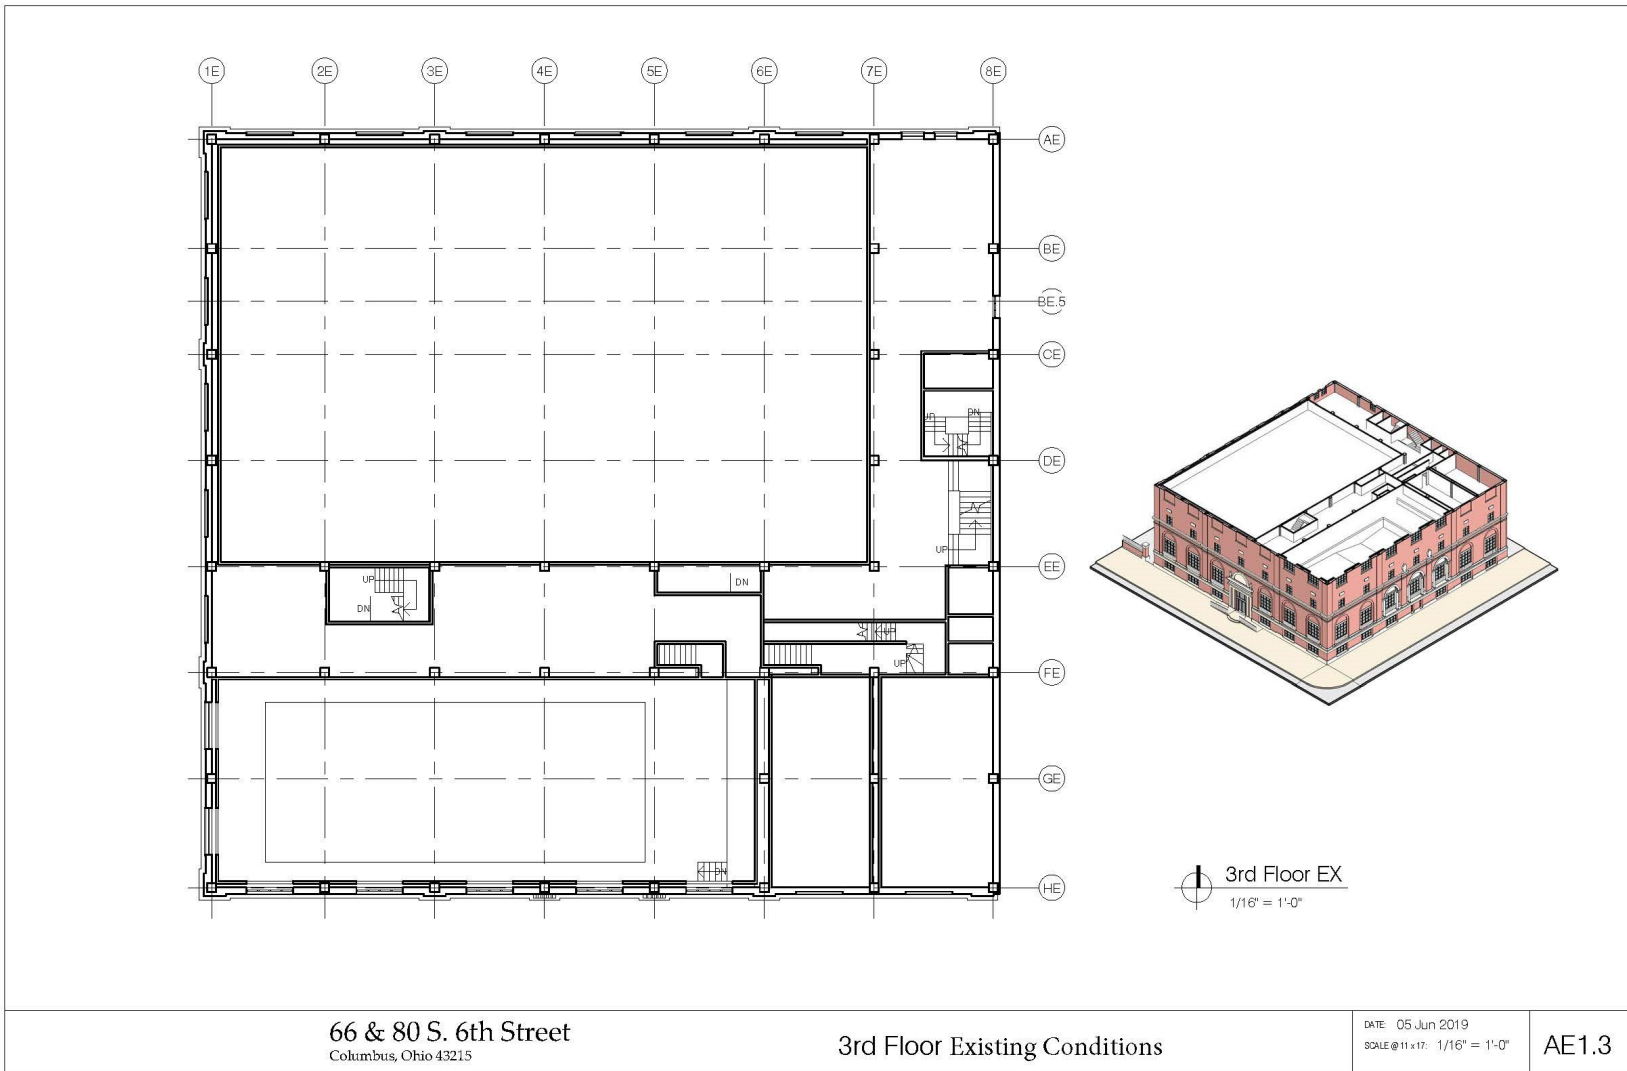 1E 2E 3E 4E 5E 6E 7E 8E
AE
BE
BE.5
CE
UP DN
DE
UP
EE
UP
DN
DN
UP
UP
FE
GE
DN
HE
3rd Floor EX
1/16" = 1'-0"
66 & 80 S. 6th Street
Columbus, Ohio 43215
3rd Floor Existing Conditions
DATE: 05 Jun 2019
SCALE @ 11 x 17: 1/16" = 1'-0"
AE1.3